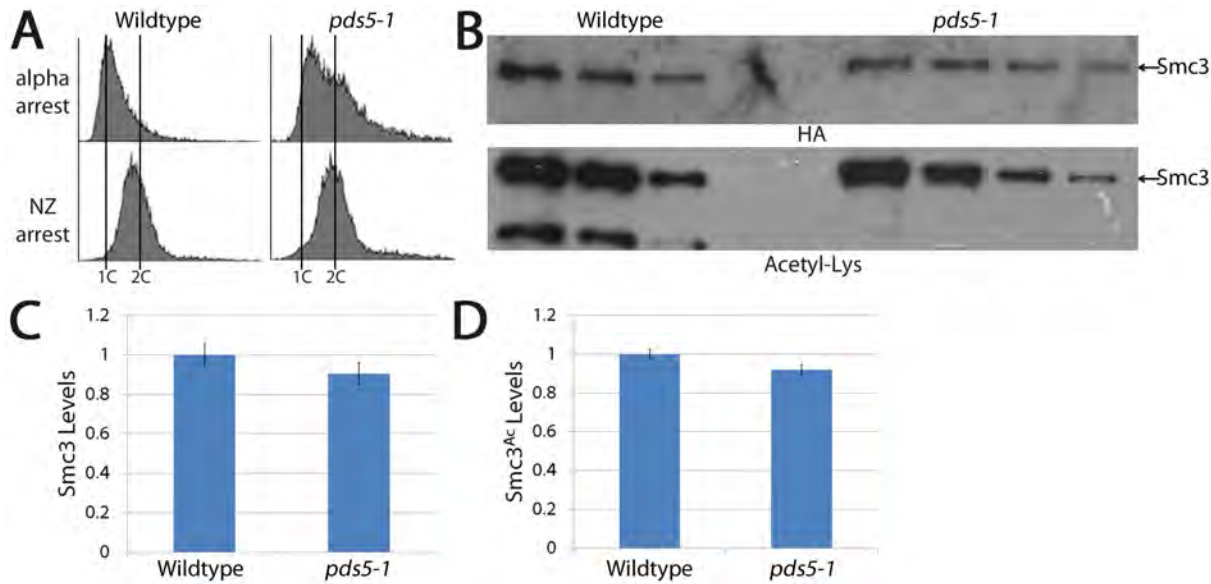 A
Wildtype
pds5-1
alpha
arrest
NZ
arrest
1C
2C
1C
2C
B
Wildtype
pds5-1
Smc3
HA
Smc3
Acetyl-Lys
C
1.2
1
0.8
0.6
0.4
0.2
0
Smc3 Levels
Wildtype
pds5-1
D
1.2
1
0.8
0.6
0.4
0.2
0
Smc3ᴬᶜ Levels
Wildtype
pds5-1